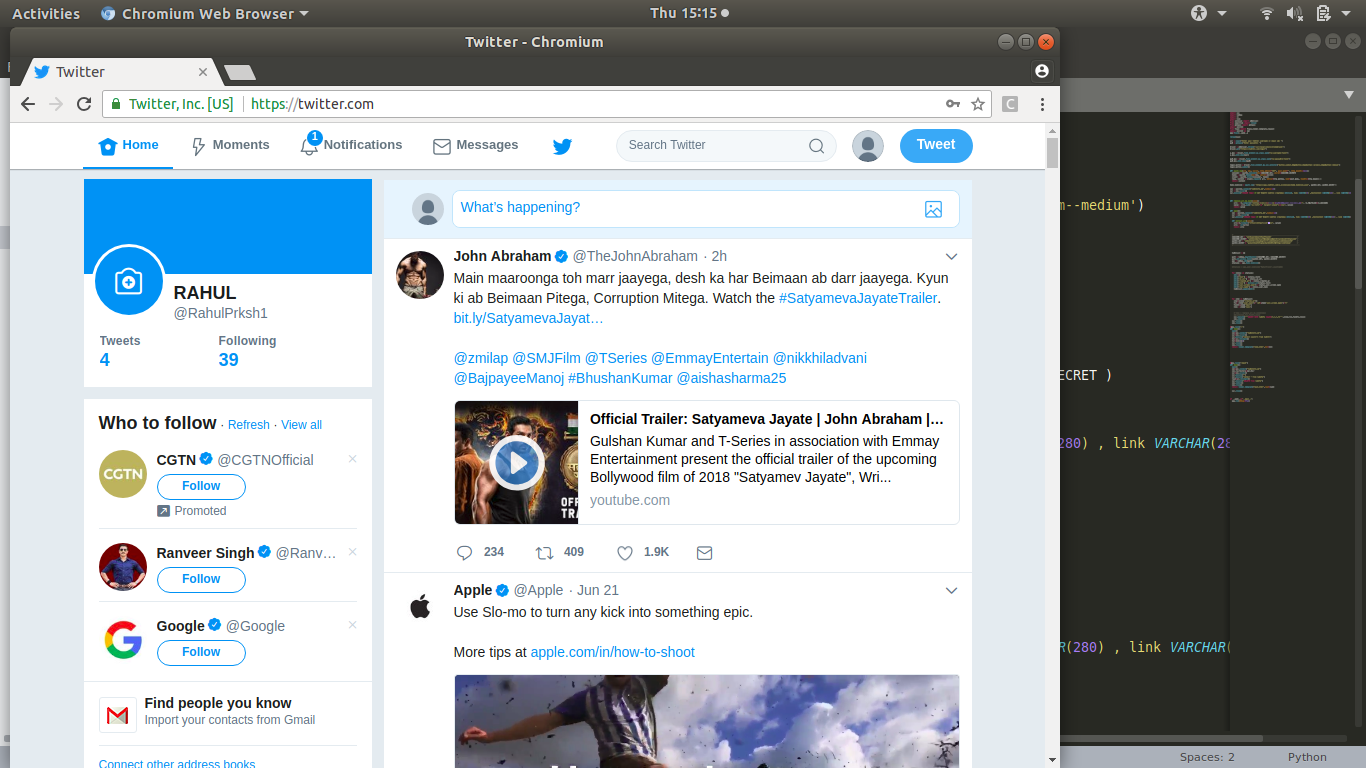 Activities Chromium Web Browser Thu 15:15
Twitter - Chromium
Twitter
Twitter, Inc. [US] https://twitter.com
Home Moments 1 Notifications Messages Search Twitter Tweet
RAHUL
@RahulPrksh1
Tweets Following
4 39
Who to follow · Refresh · View all
CGTN @CGTNOfficial
CGTN
Follow
Promoted
Ranveer Singh @Ranv…
Follow
Google @Google
Follow
Find people you know
Import your contacts from Gmail
Connect other address books
What's happening?
John Abraham @TheJohnAbraham · 2h
Main maaroonga toh marr jaayega, desh ka har Beimaan ab darr jaayega. Kyun
ki ab Beimaan Pitega, Corruption Mitega. Watch the #SatyamevaJayateTrailer.
bit.ly/SatyamevaJayat…
@zmilap @SMJFilm @TSeries @EmmayEntertain @nikkhiladvani
@BajpayeeManoj #BhushanKumar @aishasharma25
Official Trailer: Satyameva Jayate | John Abraham |...
Gulshan Kumar and T-Series in association with Emmay
Entertainment present the official trailer of the upcoming
Bollywood film of 2018 "Satyamev Jayate", Wri...
youtube.com
234 409 1.9K
Apple @Apple · Jun 21
Use Slo-mo to turn any kick into something epic.
More tips at apple.com/in/how-to-shoot
m--medium')
ECRET )
280) , link VARCHAR(28
R(280) , link VARCHAR(
Spaces: 2 Python